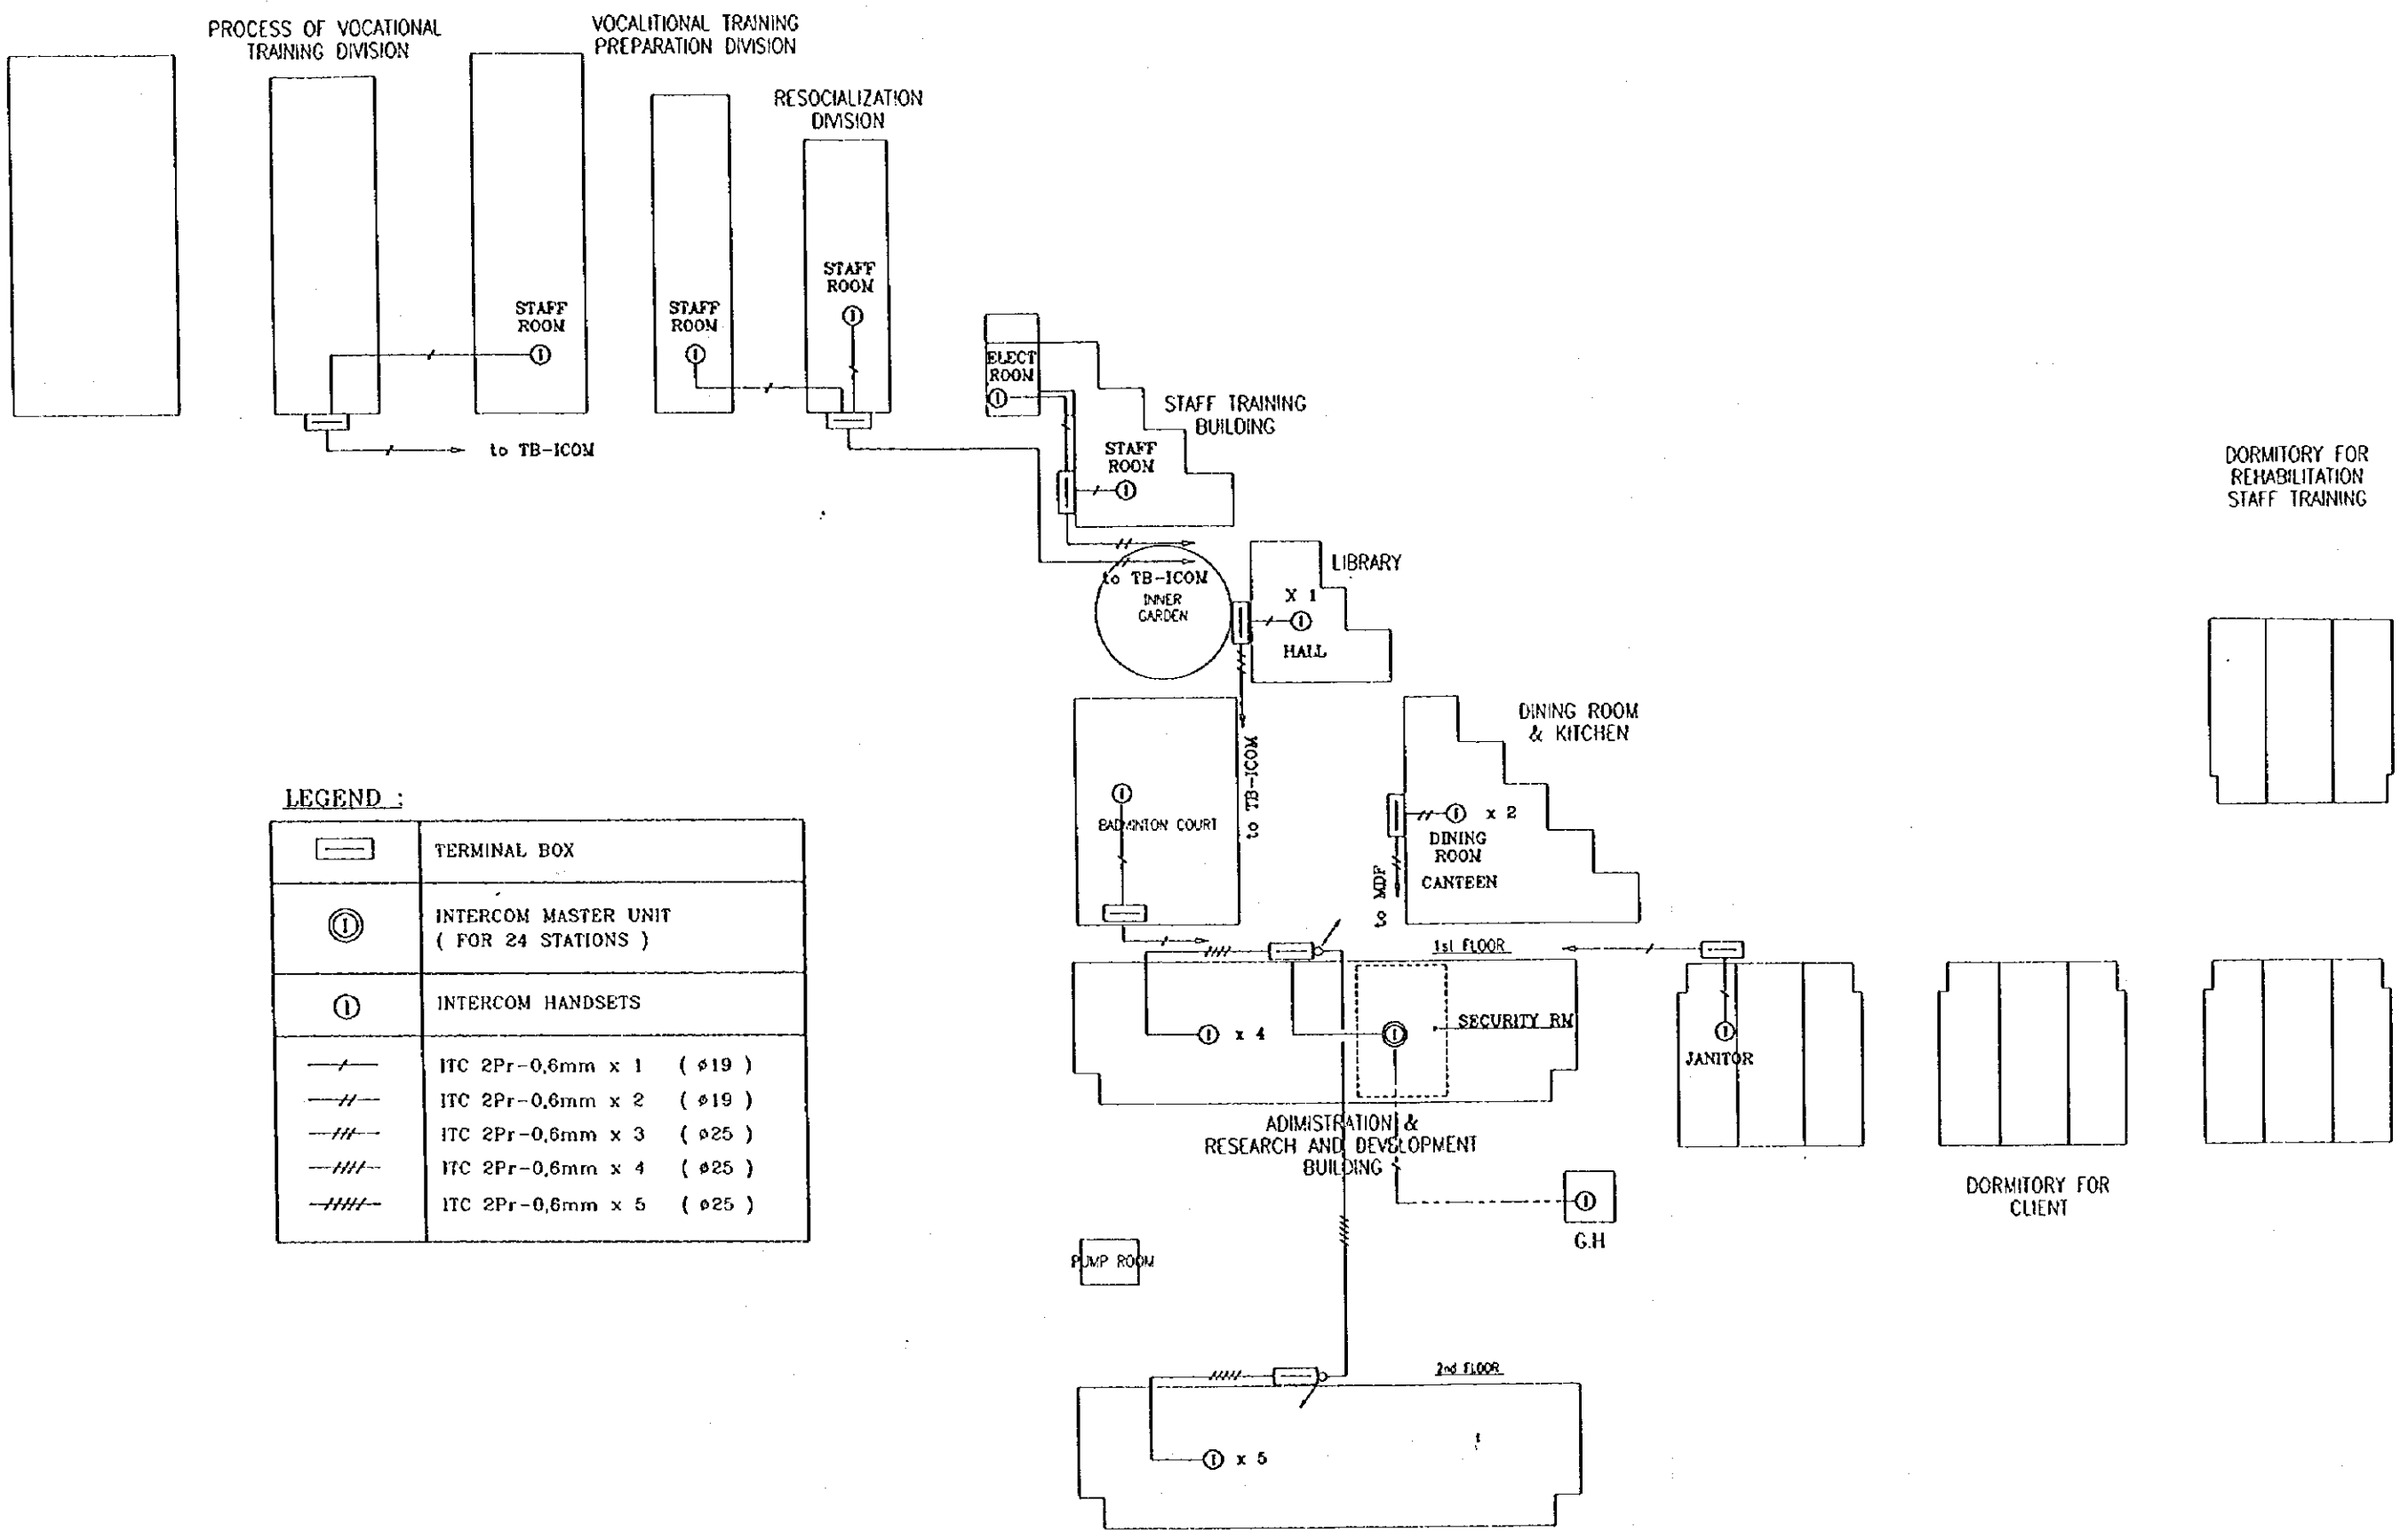 PROCESS OF VOCATIONAL
TRAINING DIVISION
VOCALITIONAL TRAINING
PREPARATION DIVISION
RESOCIALIZATION
DIVISION
STAFF
ROOM
STAFF
ROOM
STAFF
ROOM
to TB-ICOM
ELECT
ROOM
STAFF TRAINING
BUILDING
STAFF
ROOM
DORMITORY FOR
REHABILITATION
STAFF TRAINING
to TB-ICOM
INNER
GARDEN
LIBRARY
X 1
HALL
to TB-ICOM
BADMINTON COURT
DINING ROOM
& KITCHEN
x 2
DINING
ROOM
CANTEEN
to MDF
LEGEND :
TERMINAL BOX
INTERCOM MASTER UNIT
( FOR 24 STATIONS )
INTERCOM HANDSETS
ITC 2Pr-0,6mm x 1 ( ø19 )
ITC 2Pr-0,6mm x 2 ( ø19 )
ITC 2Pr-0,6mm x 3 ( ø25 )
ITC 2Pr-0,6mm x 4 ( ø25 )
ITC 2Pr-0,6mm x 5 ( ø25 )
1st FLOOR
x 4
SECURITY RM
JANITOR
ADIMISTRATION &
RESEARCH AND DEVELOPMENT
BUILDING
DORMITORY FOR
CLIENT
G.H
PUMP ROOM
2nd FLOOR
x 5